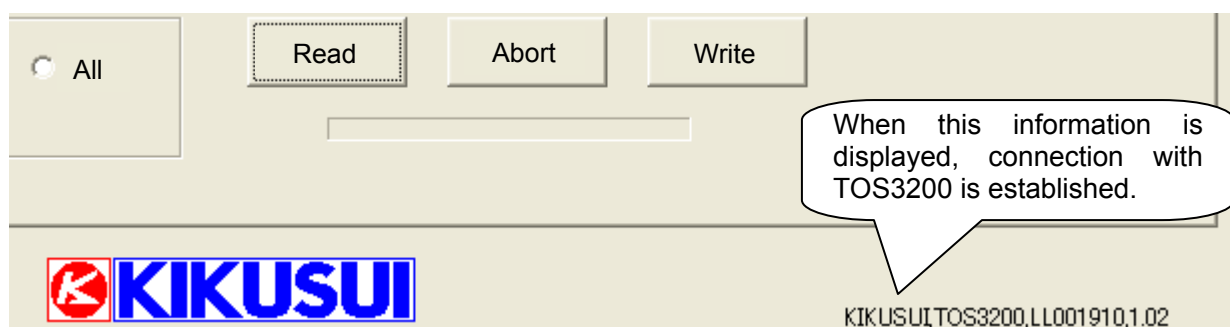 All
Read
Abort
Write
When this information is
displayed, connection with
TOS3200 is established.
KIKUSUI
KIKUSUI,TOS3200,LL001910,1.02